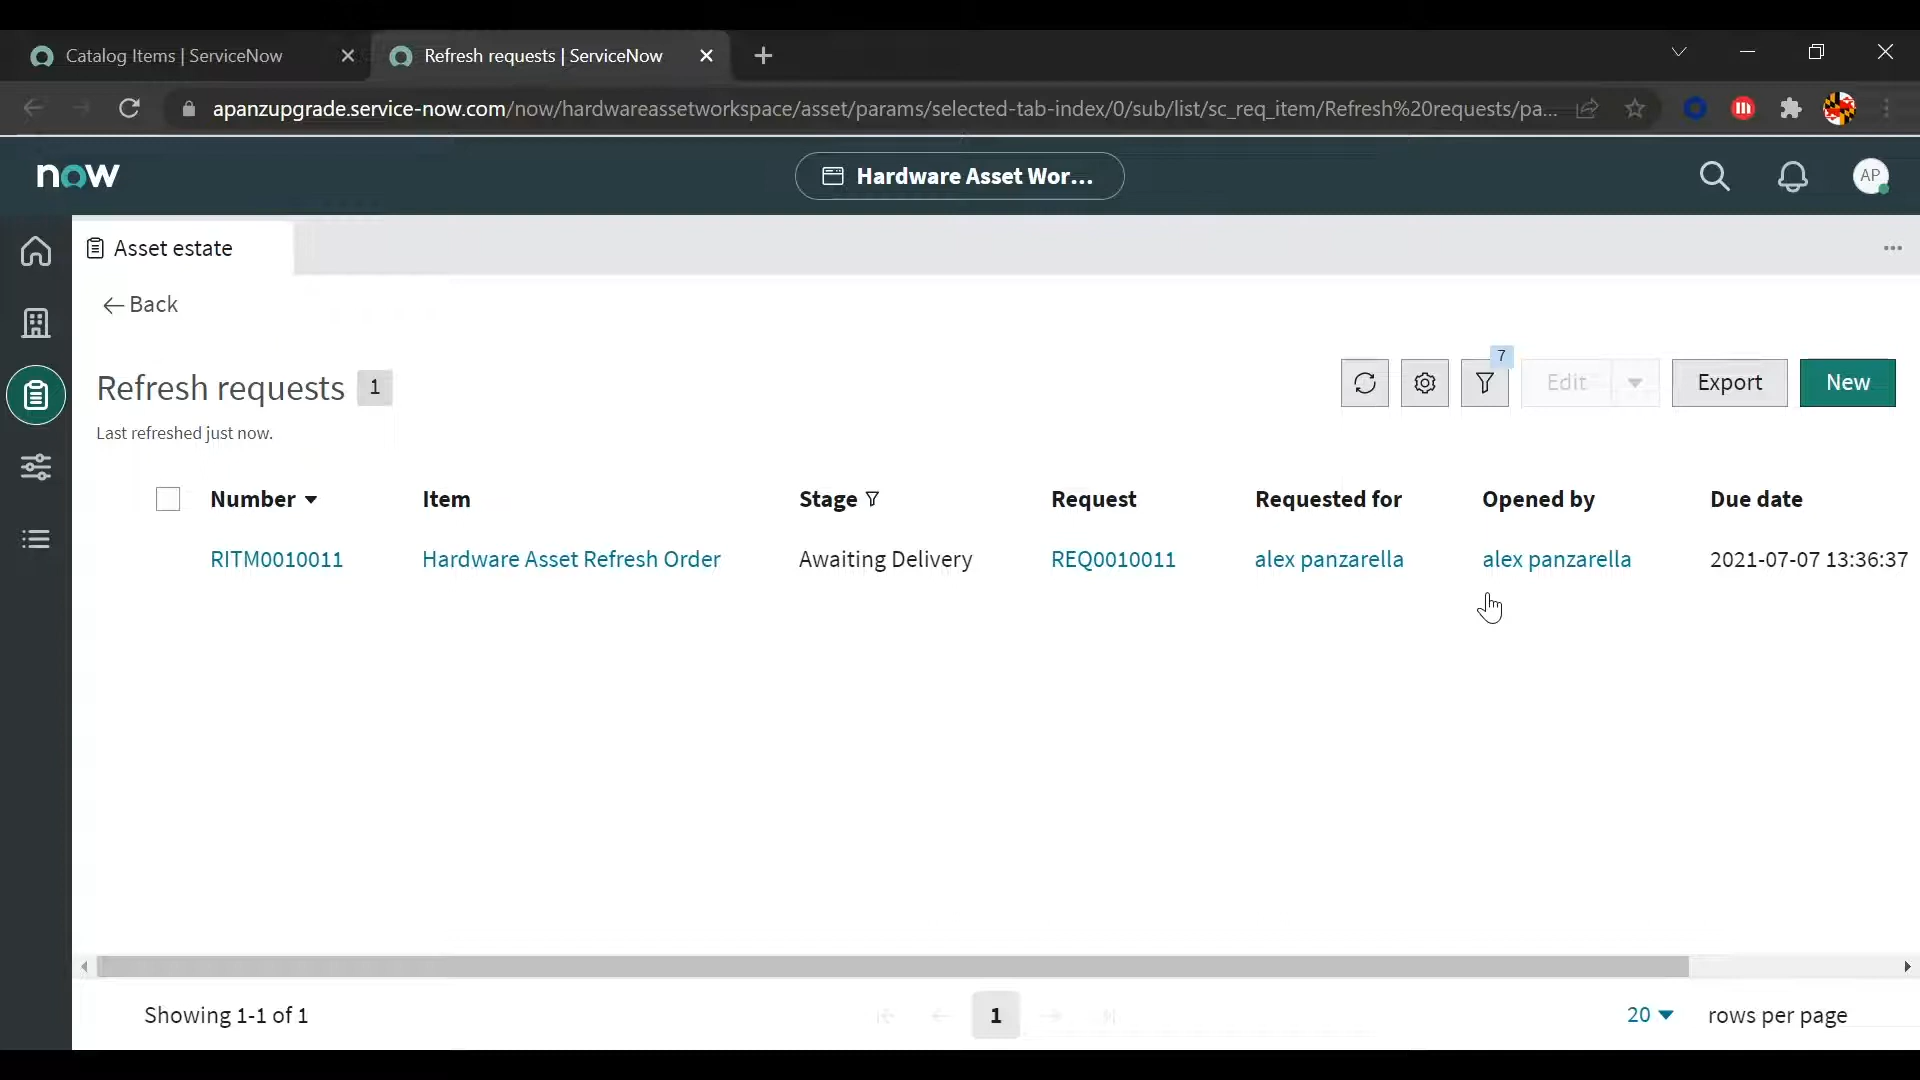 Catalog Items | ServiceNow
Refresh requests | ServiceNow
apanzupgrade.service-now.com/now/hardwareassetworkspace/asset/params/selected-tab-index/0/sub/list/sc_req_item/Refresh%20requests/pa...
now
Hardware Asset Wor...
AP
Asset estate
Back
7
Refresh requests 1
Edit
Export
New
Last refreshed just now.
Number Item Stage Request Requested for Opened by Due date
RITM0010011 Hardware Asset Refresh Order Awaiting Delivery REQ0010011 alex panzarella alex panzarella 2021-07-07 13:36:37
Showing 1-1 of 1
1
20 rows per page